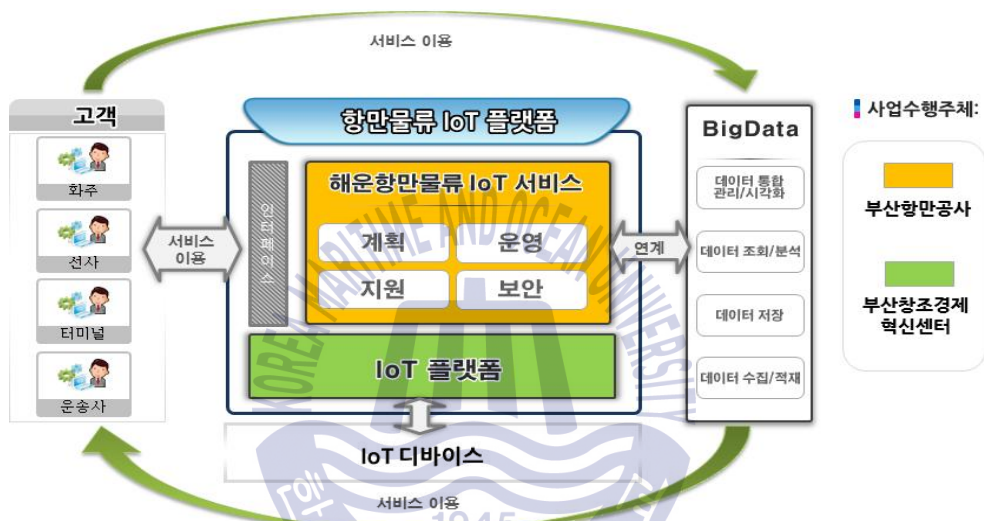 서비스 이용
고객
화주
선사
터미널
운송사
서비스
이용
항만물류 IoT 플랫폼
인터페이스
해운항만물류 IoT 서비스
계획
운영
지원
보안
IoT 플랫폼
IoT 디바이스
연계
BigData
데이터 통합
관리/시각화
데이터 조회/분석
데이터 저장
데이터 수집/적재
사업수행주체:
부산항만공사
부산창조경제
혁신센터
서비스 이용
KOREA MARITIME AND OCEAN UNIVERSITY
1945